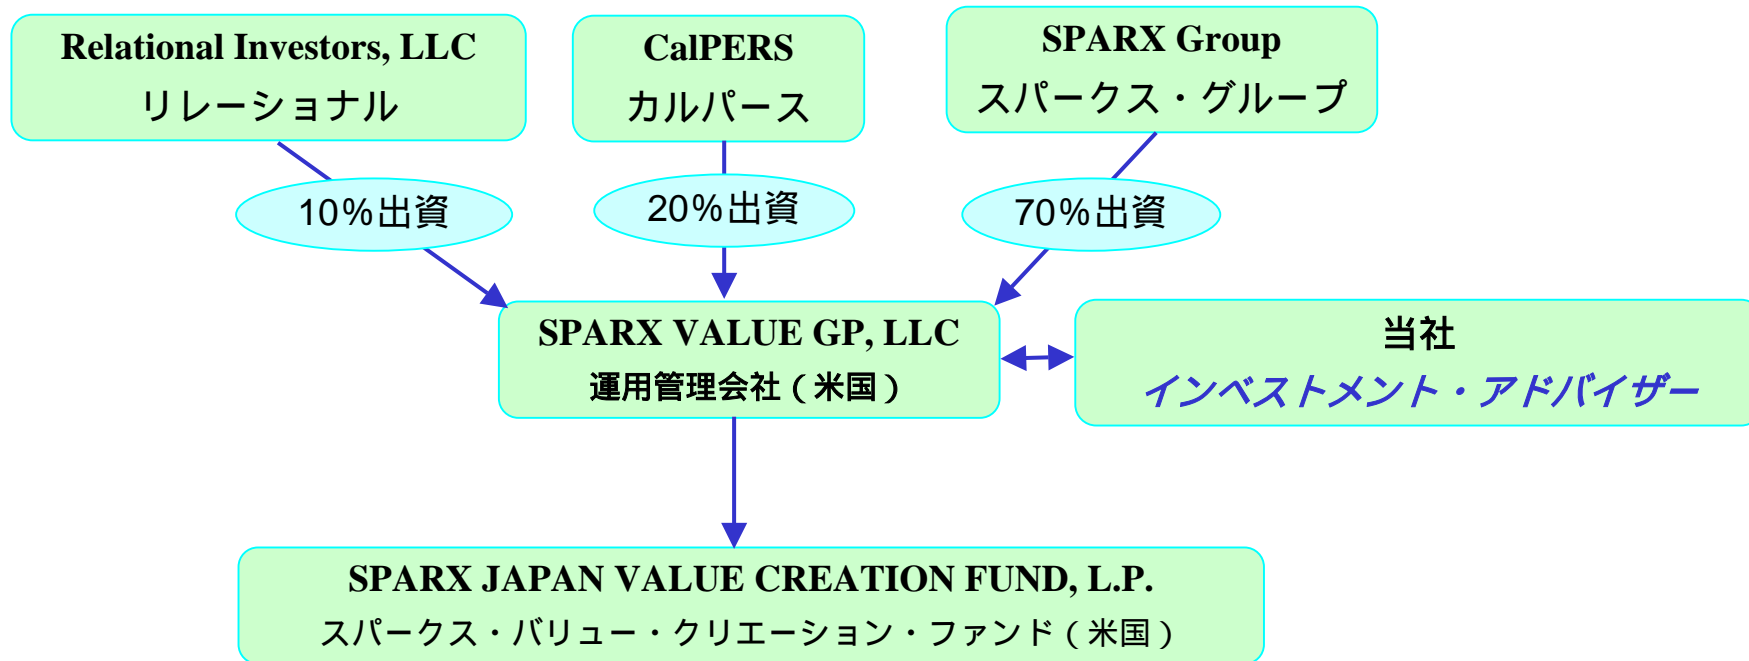 Relational Investors, LLC
リレーショナル
CalPERS
カルパース
SPARX Group
スパークス・グループ
10%出資
20%出資
70%出資
SPARX VALUE GP, LLC
運用管理会社（米国）
当社
インベストメント・アドバイザー
SPARX JAPAN VALUE CREATION FUND, L.P.
スパークス・バリュー・クリエーション・ファンド（米国）